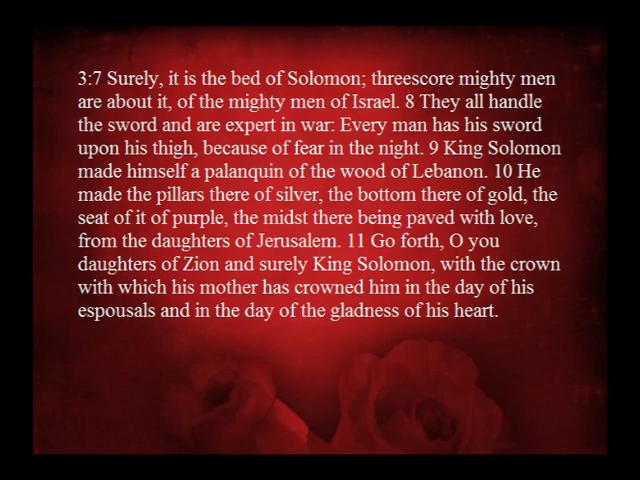 3:7 Surely, it is the bed of Solomon; threescore mighty men
are about it, of the mighty men of Israel. 8 They all handle
the sword and are expert in war: Every man has his sword
upon his thigh, because of fear in the night. 9 King Solomon
made himself a palanquin of the wood of Lebanon. 10 He
made the pillars there of silver, the bottom there of gold, the
seat of it of purple, the midst there being paved with love,
from the daughters of Jerusalem. 11 Go forth, O you
daughters of Zion and surely King Solomon, with the crown
with which his mother has crowned him in the day of his
espousals and in the day of the gladness of his heart.